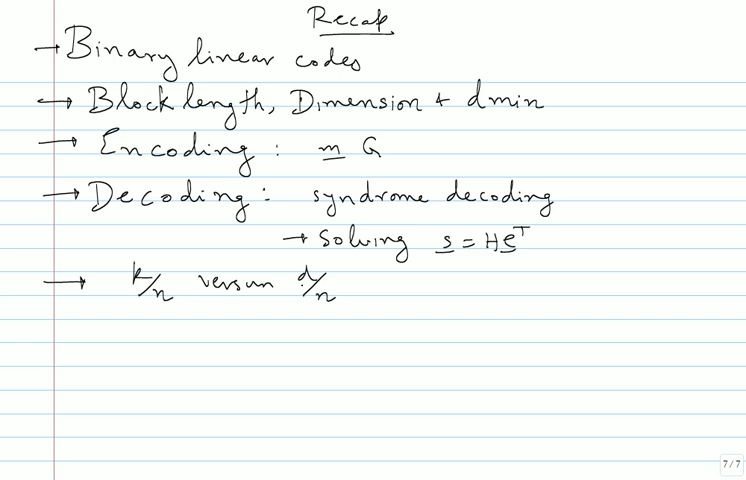 Recap
→ Binary linear codes
→ Block length, Dimension + dmin
→ Encoding : m G
→ Decoding : syndrome decoding
→ Solving s = He^T
→ k/n versus d/n
7/7